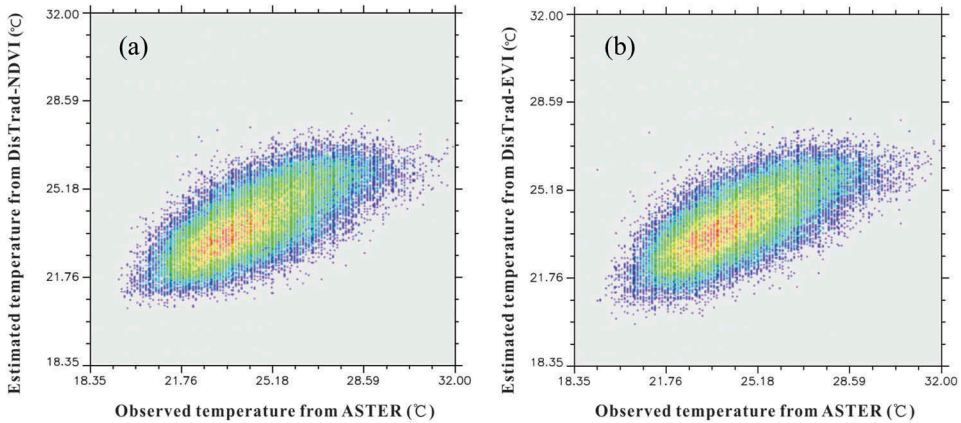 Estimated temperature from DisTrad-NDVI (℃)
(a)
32.00
28.59
25.18
21.76
18.35
18.35 21.76 25.18 28.59 32.00
Observed temperature from ASTER (℃)
Estimated temperature from DisTrad-EVI (℃)
(b)
32.00
28.59
25.18
21.76
18.35
18.35 21.76 25.18 28.59 32.00
Observed temperature from ASTER (℃)